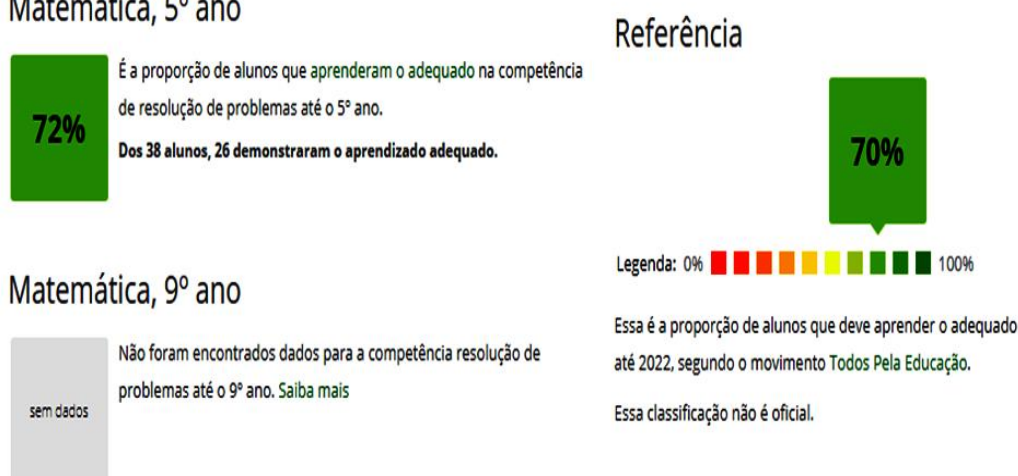 Matemática, 5º ano
72%
É a proporção de alunos que aprenderam o adequado na competência
de resolução de problemas até o 5º ano.
Dos 38 alunos, 26 demonstraram o aprendizado adequado.
Matemática, 9º ano
sem dados
Não foram encontrados dados para a competência resolução de
problemas até o 9º ano. Saiba mais
Referência
70%
Legenda: 0% 100%
Essa é a proporção de alunos que deve aprender o adequado
até 2022, segundo o movimento Todos Pela Educação.
Essa classificação não é oficial.